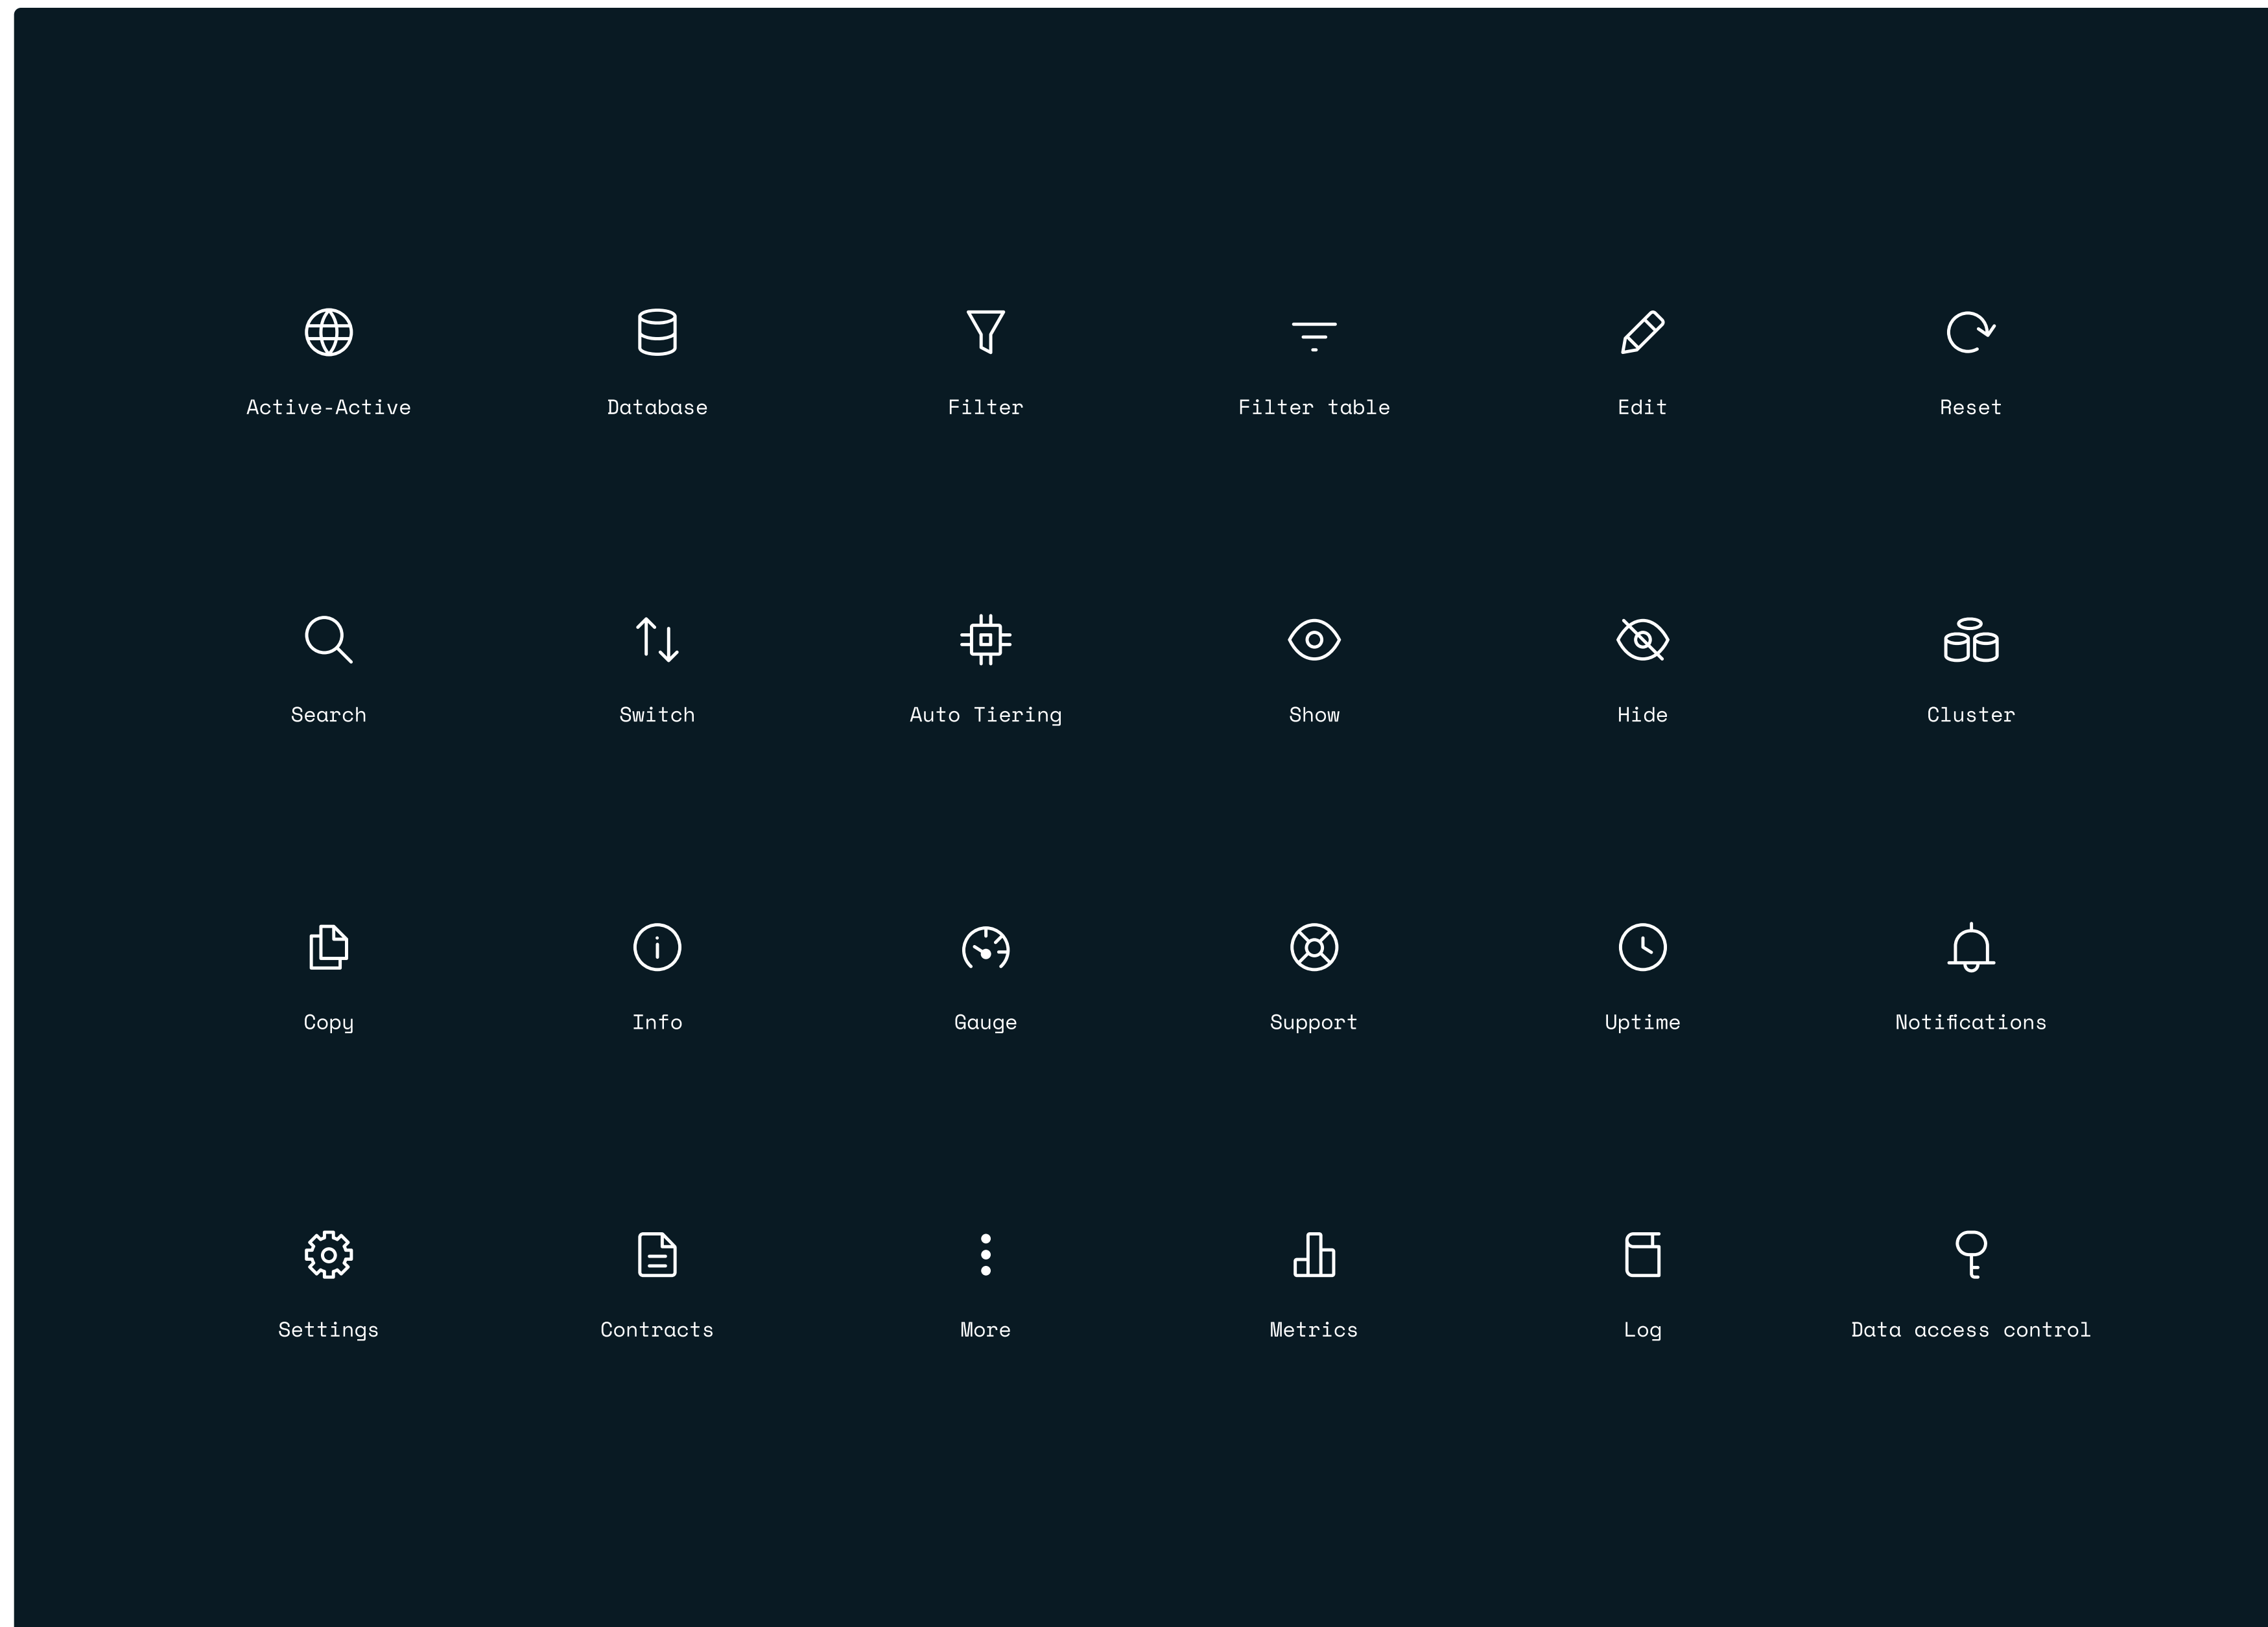 Active-Active
Database
Filter
Filter table
Edit
Reset
Search
Switch
Auto Tiering
Show
Hide
Cluster
Copy
Info
Gauge
Support
Uptime
Notifications
Settings
Contracts
More
Metrics
Log
Data access control